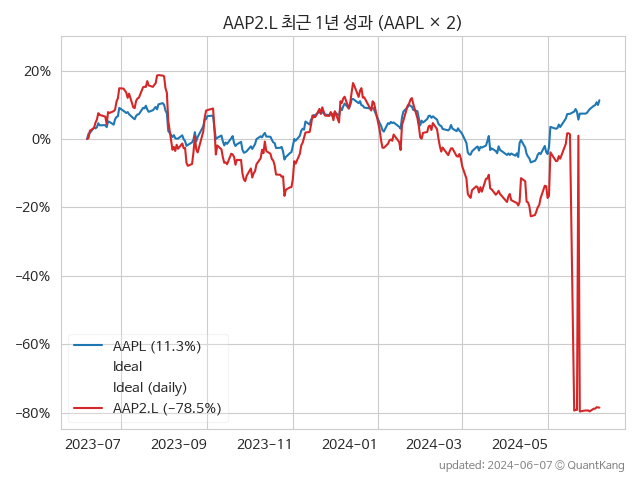 AAP2.L 최근 1년 성과 (AAPL × 2)
20%
0%
−20%
−40%
−60%
−80%
AAPL (11.3%)
Ideal
Ideal (daily)
AAP2.L (−78.5%)
2023-07
2023-09
2023-11
2024-01
2024-03
2024-05
updated: 2024-06-07 © QuantKang